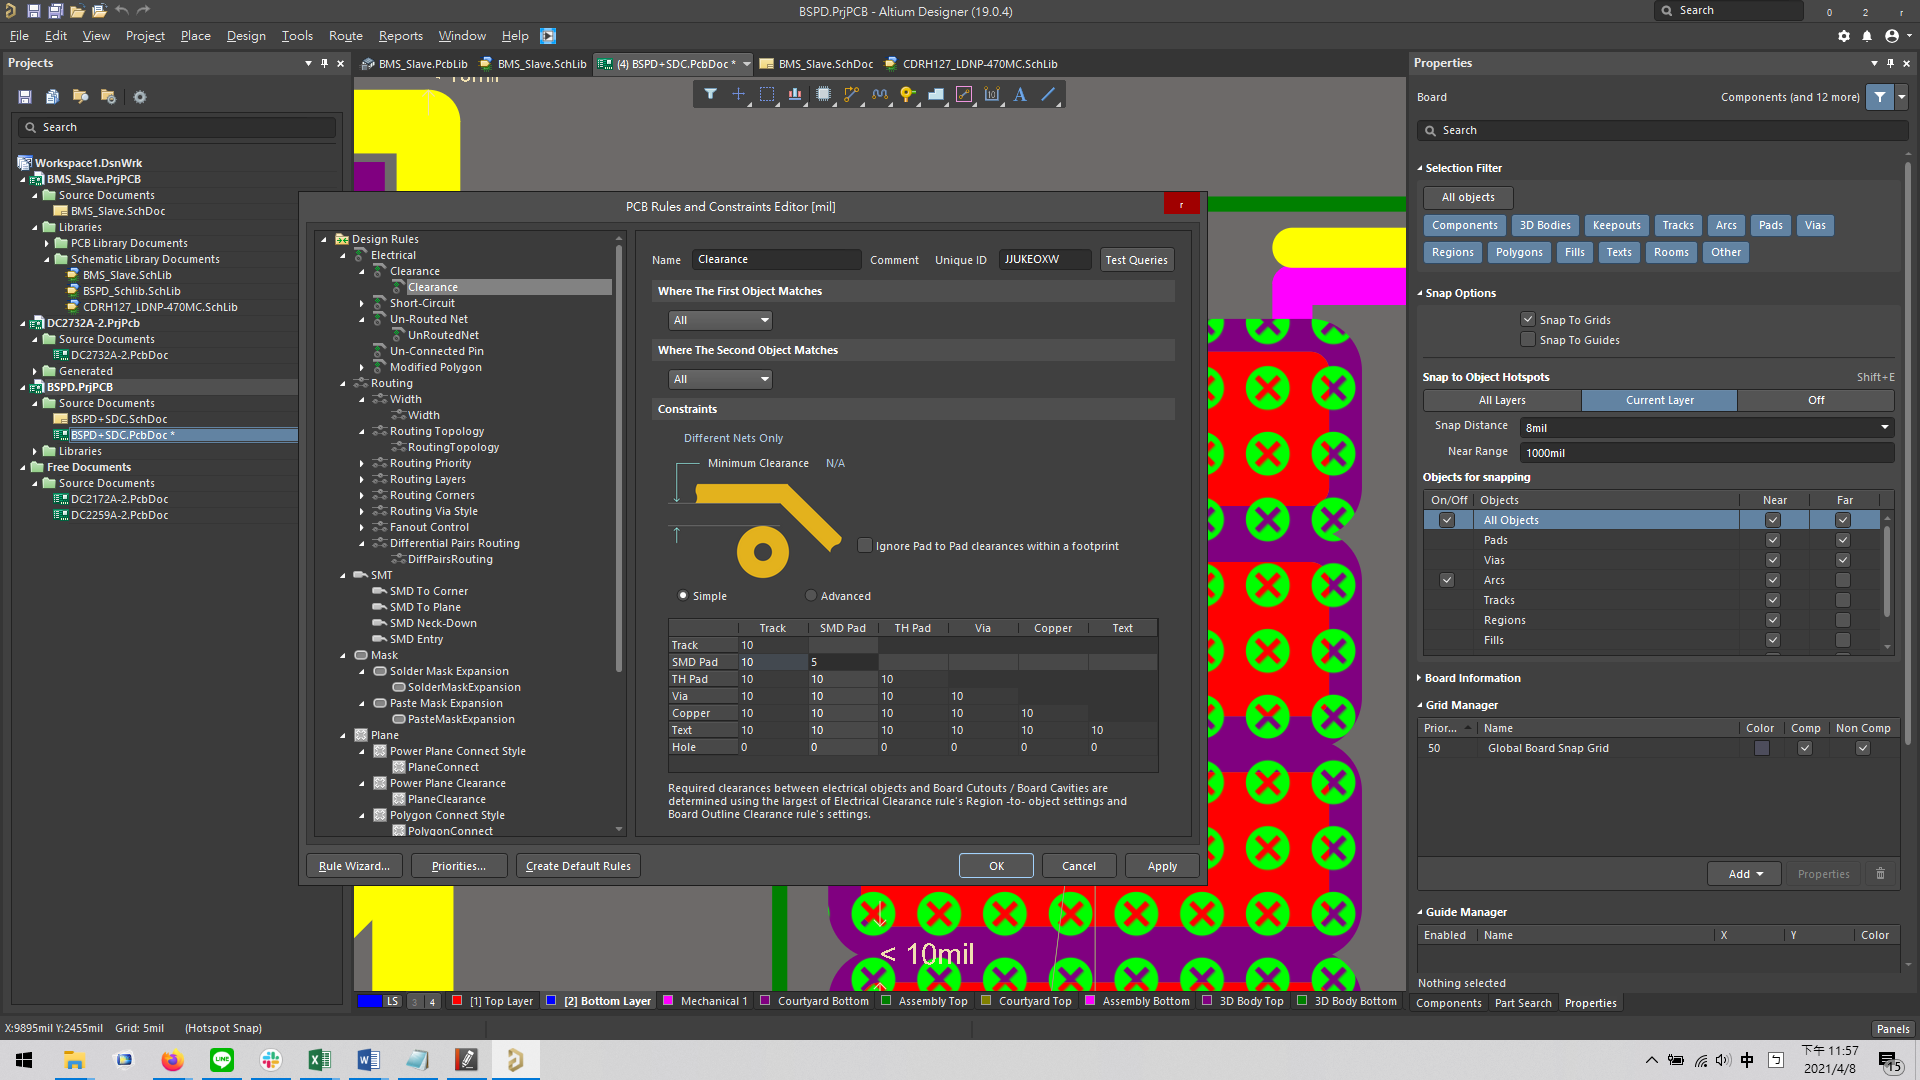 BSPD.PrjPCB - Altium Designer (19.0.4)
Search
0
2
r
File Edit View Project Place Design Tools Route Reports Window Help
Projects
BMS_Slave.PcbLib
BMS_Slave.SchLib
(4) BSPD+SDC.PcbDoc *
BMS_Slave.SchDoc
CDRH127_LDNP-470MC.SchLib
Search
Workspace1.DsnWrk
BMS_Slave.PrjPCB
Source Documents
BMS_Slave.SchDoc
Libraries
PCB Library Documents
Schematic Library Documents
BMS_Slave.SchLib
BSPD_Schlib.SchLib
CDRH127_LDNP-470MC.SchLib
DC2732A-2.PrjPcb
Source Documents
DC2732A-2.PcbDoc
Generated
BSPD.PrjPCB
Source Documents
BSPD+SDC.SchDoc
BSPD+SDC.PcbDoc *
Libraries
Free Documents
Source Documents
DC2172A-2.PcbDoc
DC2259A-2.PcbDoc
PCB Rules and Constraints Editor [mil]
r
Design Rules
Electrical
Clearance
Clearance
Short-Circuit
Un-Routed Net
UnRoutedNet
Un-Connected Pin
Modified Polygon
Routing
Width
Width
Routing Topology
RoutingTopology
Routing Priority
Routing Layers
Routing Corners
Routing Via Style
Fanout Control
Differential Pairs Routing
DiffPairsRouting
SMT
SMD To Corner
SMD To Plane
SMD Neck-Down
SMD Entry
Mask
Solder Mask Expansion
SolderMaskExpansion
Paste Mask Expansion
PasteMaskExpansion
Plane
Power Plane Connect Style
PlaneConnect
Power Plane Clearance
PlaneClearance
Polygon Connect Style
PolygonConnect
Name Clearance Comment Unique ID JJUKEOXW Test Queries
Where The First Object Matches
All
Where The Second Object Matches
All
Constraints
Different Nets Only
Minimum Clearance N/A
Ignore Pad to Pad clearances within a footprint
Simple Advanced
Track SMD Pad TH Pad Via Copper Text
Track 10
SMD Pad 10 5
TH Pad 10 10 10
Via 10 10 10 10
Copper 10 10 10 10 10
Text 10 10 10 10 10 10
Hole 0 0 0 0 0 0
Required clearances between electrical objects and Board Cutouts / Board Cavities are
determined using the largest of Electrical Clearance rule's Region -to- object settings and
Board Outline Clearance rule's settings.
Rule Wizard... Priorities... Create Default Rules OK Cancel Apply
< 10mil
Properties
Board Components (and 12 more)
Search
Selection Filter
All objects
Components 3D Bodies Keepouts Tracks Arcs Pads Vias
Regions Polygons Fills Texts Rooms Other
Snap Options
Snap To Grids
Snap To Guides
Snap to Object Hotspots Shift+E
All Layers Current Layer Off
Snap Distance 8mil
Near Range 1000mil
Objects for snapping
On/Off Objects Near Far
All Objects
Pads
Vias
Arcs
Tracks
Regions
Fills
Board Information
Grid Manager
Prior... Name Color Comp Non Comp
50 Global Board Snap Grid
Add Properties
Guide Manager
Enabled Name X Y Color
Nothing selected
Components Part Search Properties
LS 3 4 [1] Top Layer [2] Bottom Layer Mechanical 1 Courtyard Bottom Assembly Top Courtyard Top Assembly Bottom 3D Body Top 3D Body Bottom
X:9895mil Y:2455mil Grid: 5mil (Hotspot Snap)
Panels
中
下午 11:57
2021/4/8
15